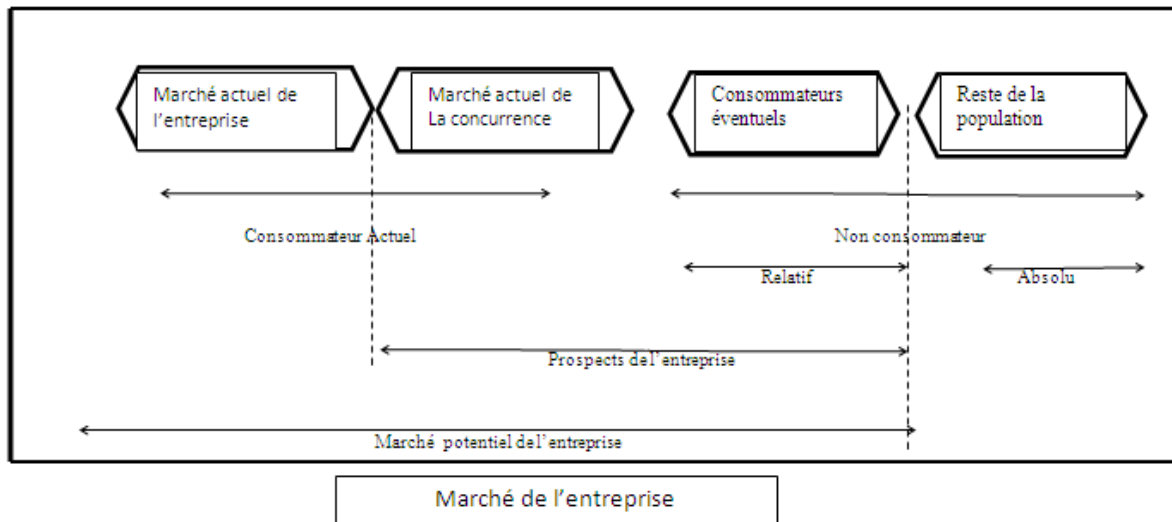 Marché actuel de
l'entreprise
Marché actuel de
La concurrence
Consommateurs
éventuels
Reste de la
population
Consommateur Actuel
Non consommateur
Relatif
Absolu
Prospects de l'entreprise
Marché potentiel de l'entreprise
Marché de l'entreprise